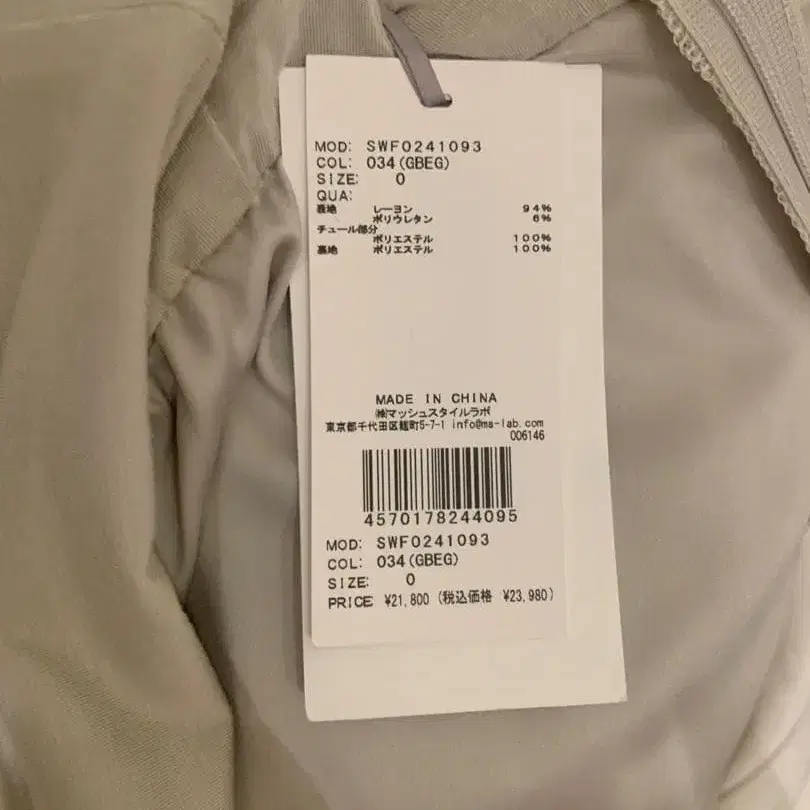 MOD: SWF0241093
COL: 034(GBEG)
SIZE: 0
QUA:
表地 レーヨン 94%
ポリウレタン 6%
チュール部分
ポリエステル 100%
裏地 ポリエステル 100%
MADE IN CHINA
㈱マッシュスタイルラボ
東京都千代田区麹町5-7-1 info@ma-lab.com
006146
4570178244095
MOD: SWF0241093
COL: 034(GBEG)
SIZE: 0
PRICE ¥21,800 (税込価格 ¥23,980)